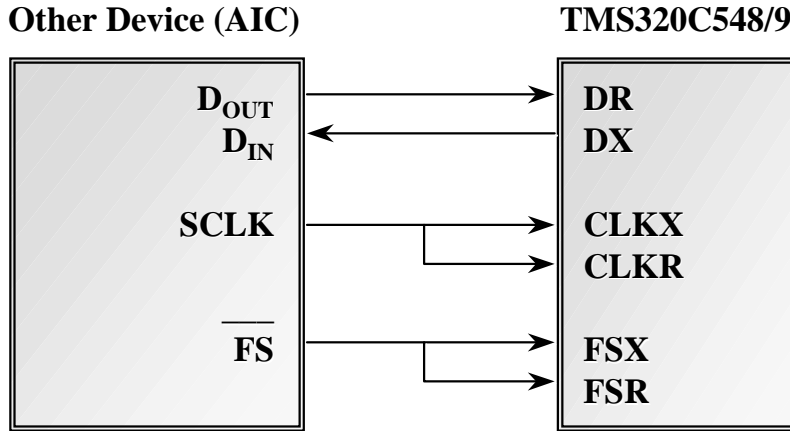 Other Device (AIC)
TMS320C548/9
DOUT
DIN
SCLK
FS
DR
DX
CLKX
CLKR
FSX
FSR